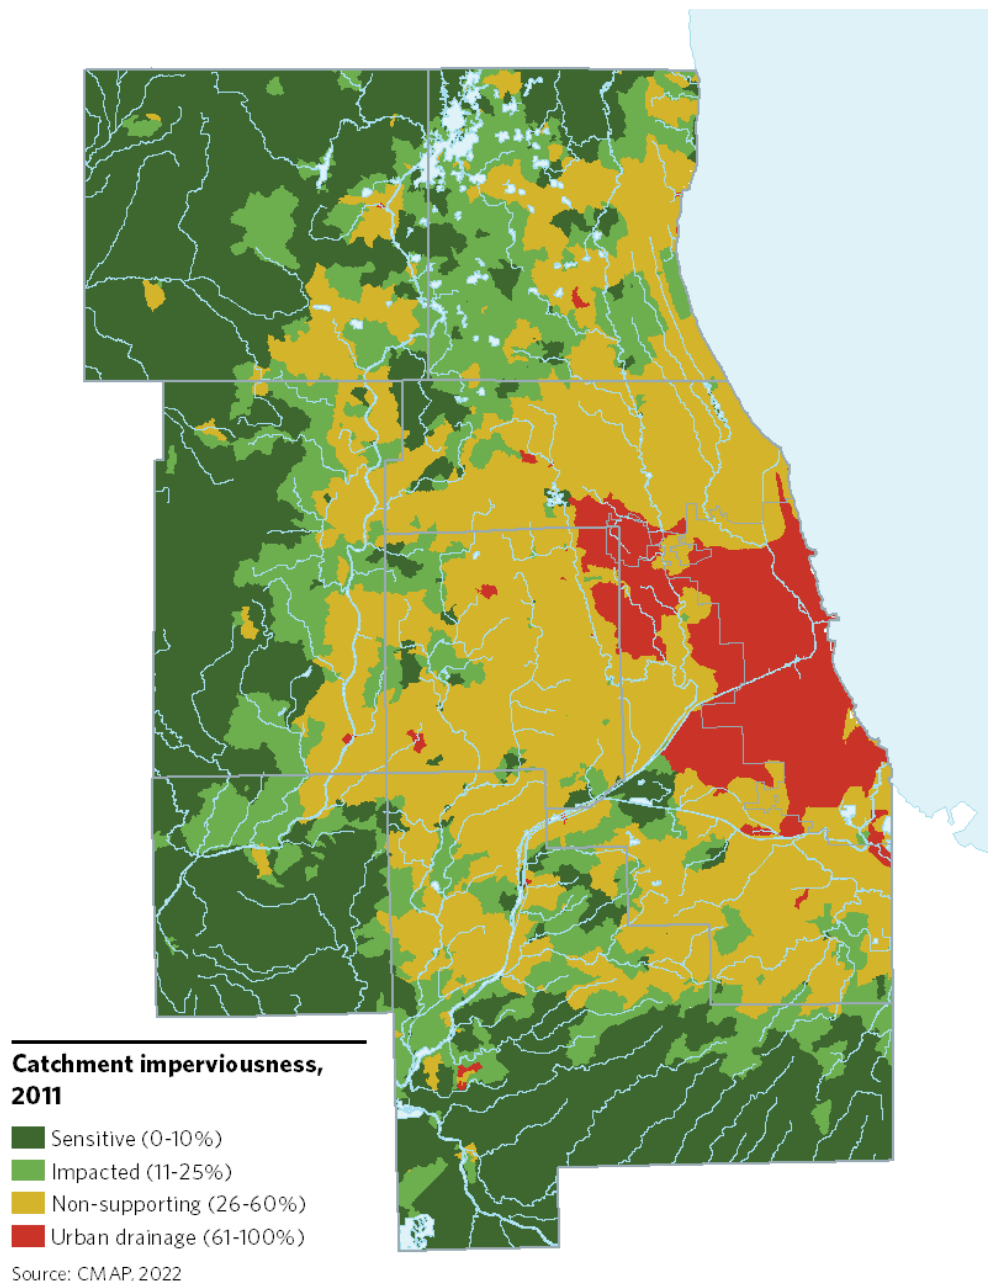 Catchment imperviousness,
2011
Sensitive (0-10%)
Impacted (11-25%)
Non-supporting (26-60%)
Urban drainage (61-100%)
Source: CMAP, 2022